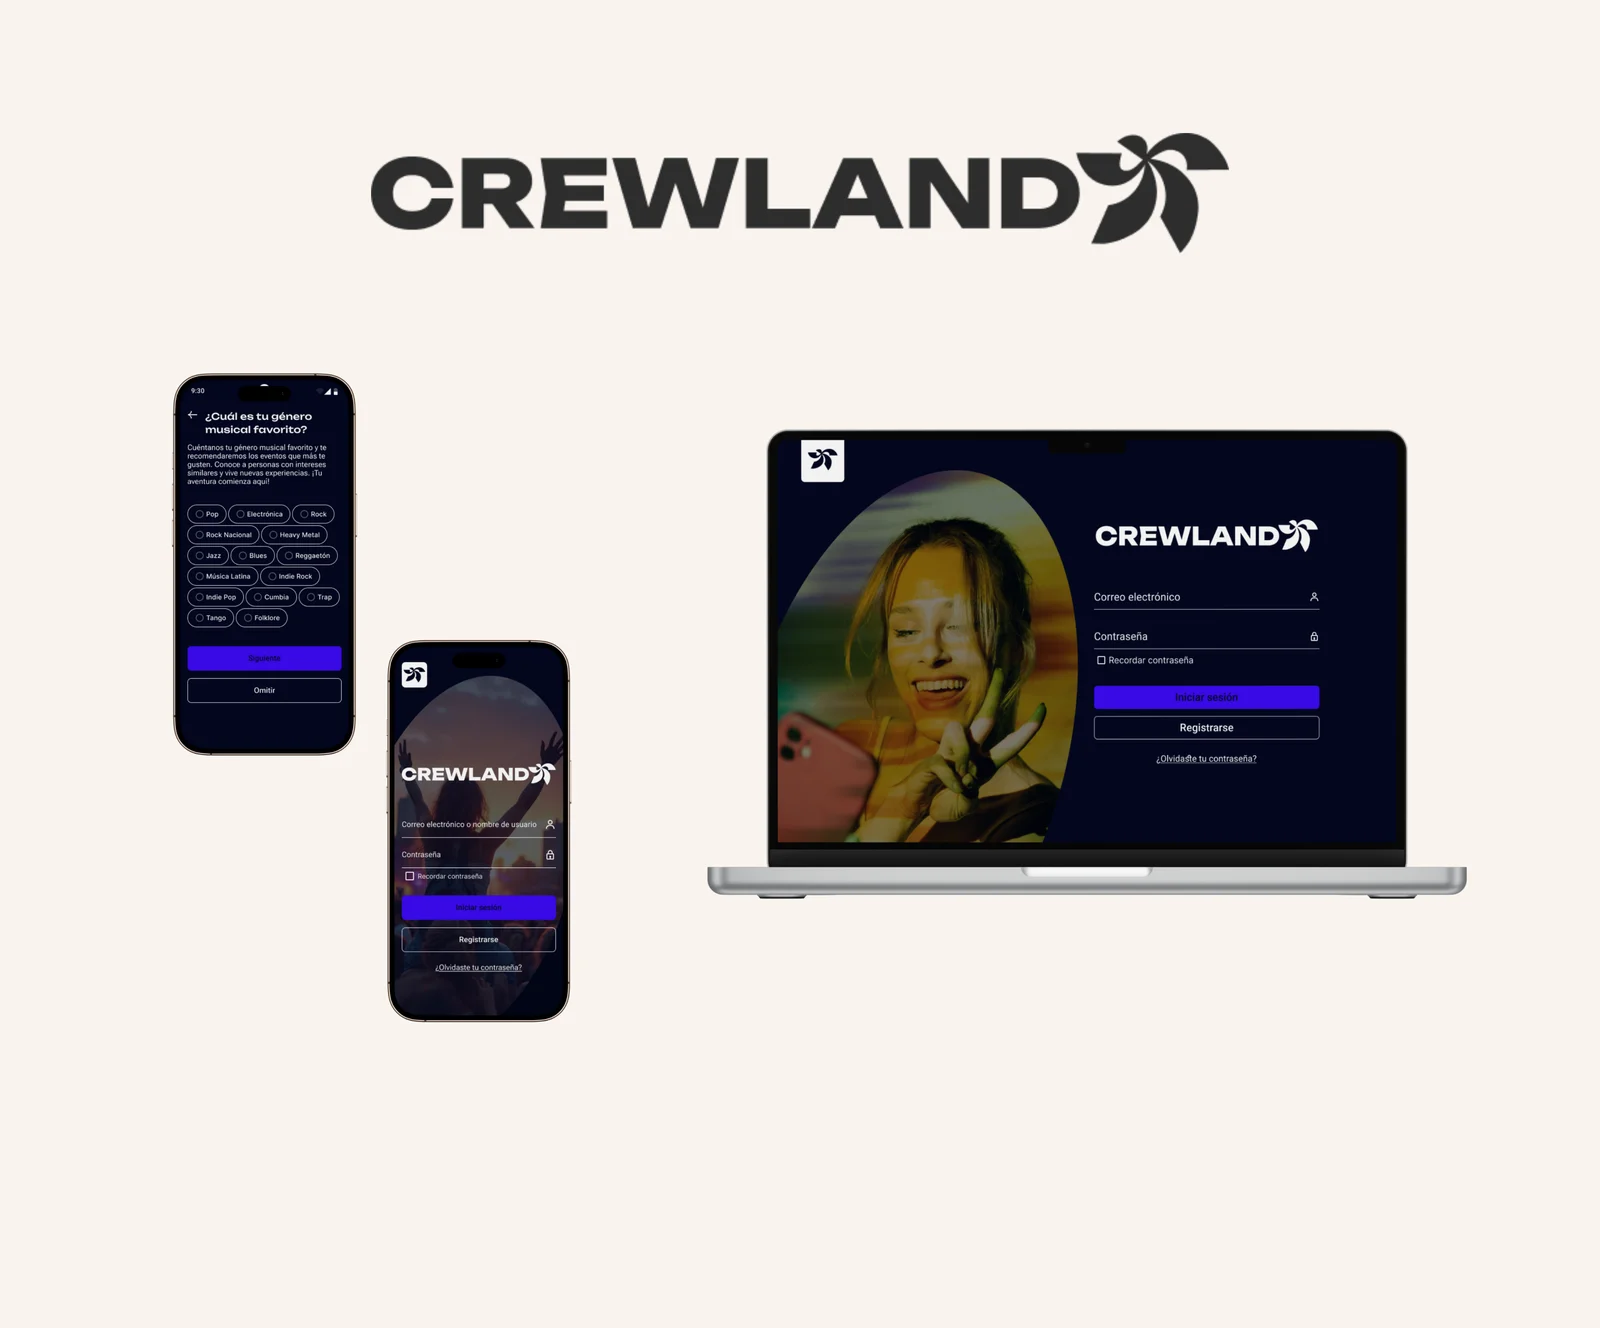 CREWLAND
9:30
¿Cuál es tu género
musical favorito?
Cuéntanos tu género musical favorito y te
recomendaremos los eventos que más te
gusten. Conoce a personas con intereses
similares y vive nuevas experiencias. ¡Tu
aventura comienza aquí!
Pop Electrónica Rock
Rock Nacional Heavy Metal
Jazz Blues Reggaetón
Música Latina Indie Rock
Indie Pop Cumbia Trap
Tango Folklore
Siguiente
Omitir
CREWLAND
Correo electrónico o nombre de usuario
Contraseña
Recordar contraseña
Iniciar sesión
Registrarse
¿Olvidaste tu contraseña?
CREWLAND
Correo electrónico
Contraseña
Recordar contraseña
Iniciar sesión
Registrarse
¿Olvidaste tu contraseña?